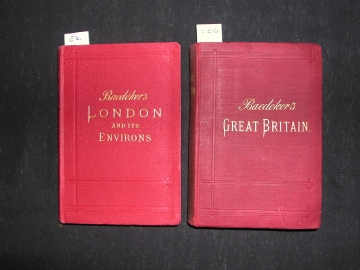 Baedeker's
LONDON
AND ITS
ENVIRONS
Baedeker's
GREAT BRITAIN.